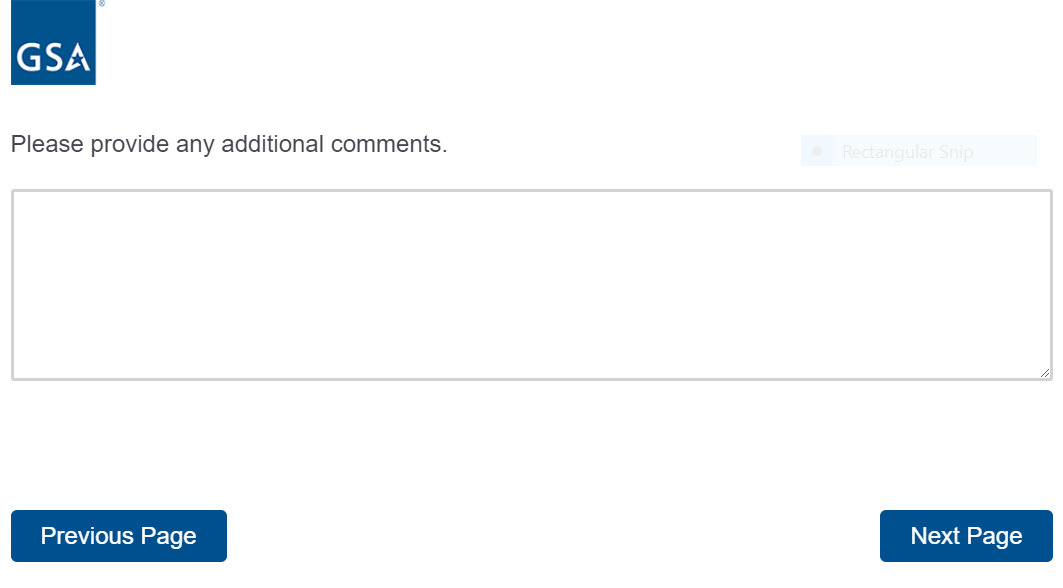 ®
GSA
Please provide any additional comments.
Rectangular Snip
Previous Page
Next Page